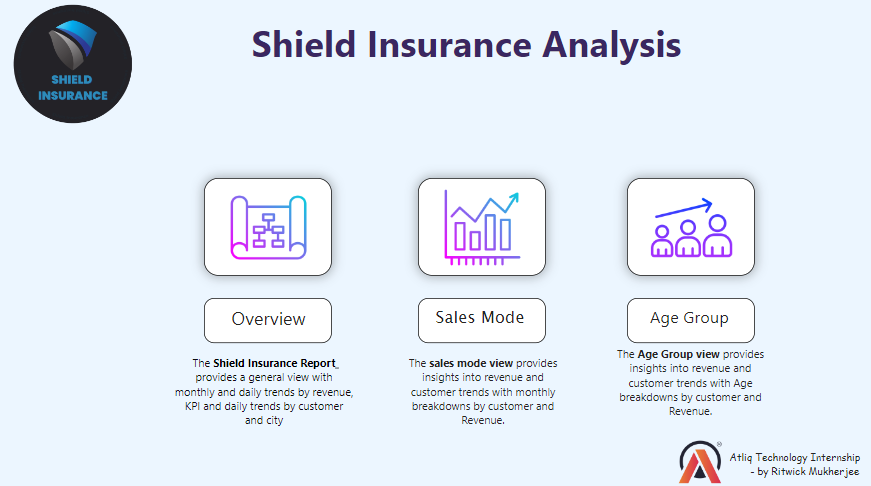 SHIELD
INSURANCE
Shield Insurance Analysis
Overview
The Shield Insurance Report_
provides a general view with
monthly and daily trends by revenue,
KPI and daily trends by customer
and city
Sales Mode
The sales mode view provides
insights into revenue and
customer trends with monthly
breakdowns by customer and
Revenue.
Age Group
The Age Group view provides
insights into revenue and
customer trends with Age
breakdowns by customer and
Revenue.
®
Atliq Technology Internship
- by Ritwick Mukherjee